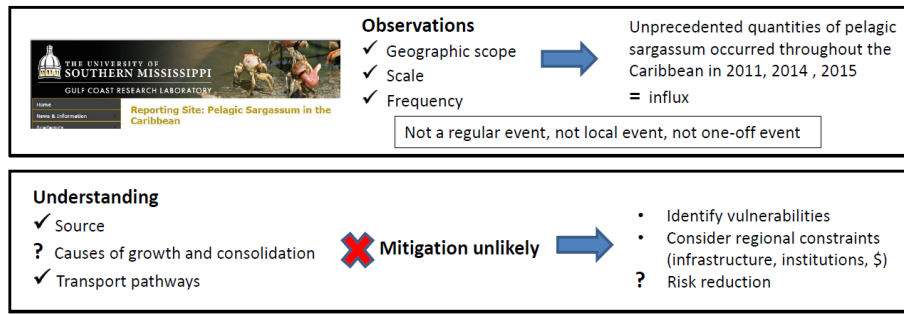 THE UNIVERSITY OF
SOUTHERN MISSISSIPPI
GULF COAST RESEARCH LABORATORY
Home
News & Information
Academics
Reporting Site: Pelagic Sargassum in the
Caribbean
Observations
✓ Geographic scope
✓ Scale
✓ Frequency
Unprecedented quantities of pelagic
sargassum occurred throughout the
Caribbean in 2011, 2014 , 2015
= influx
Not a regular event, not local event, not one-off event
Understanding
✓ Source
? Causes of growth and consolidation
✓ Transport pathways
Mitigation unlikely
• Identify vulnerabilities
• Consider regional constraints
(infrastructure, institutions, $)
? Risk reduction